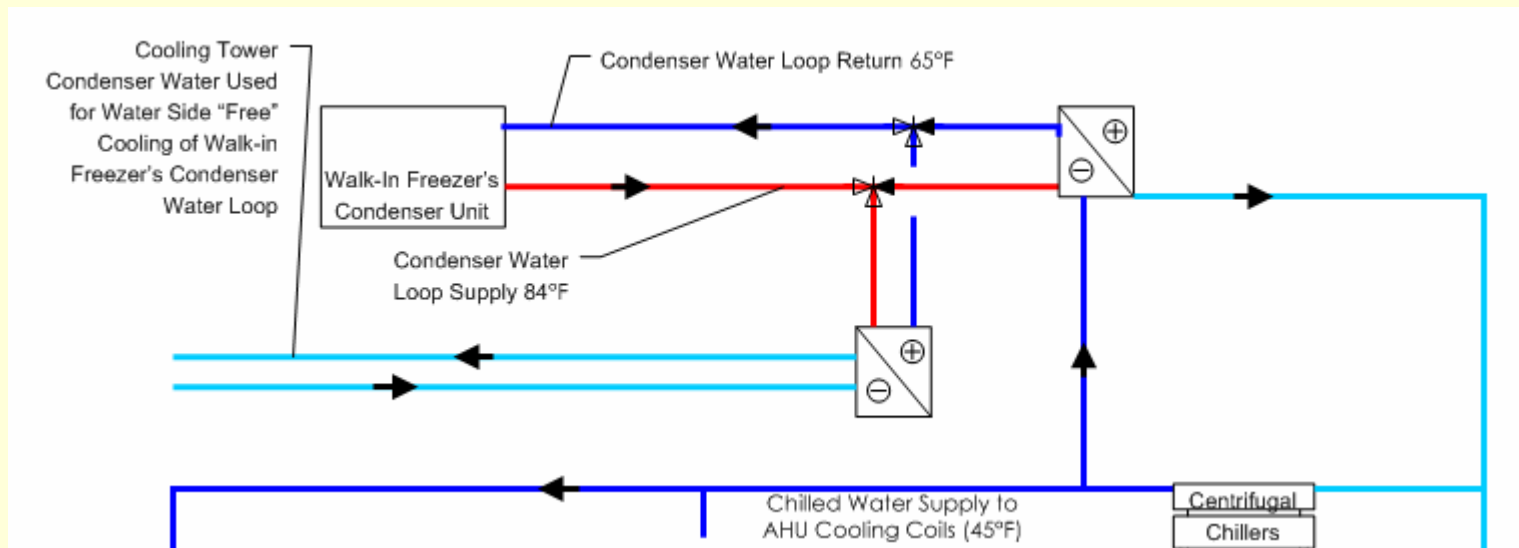 Cooling Tower
Condenser Water Used
for Water Side “Free”
Cooling of Walk-in
Freezer's Condenser
Water Loop
Condenser Water Loop Return 65°F
Walk-In Freezer's
Condenser Unit
Condenser Water
Loop Supply 84°F
Chilled Water Supply to
AHU Cooling Coils (45°F)
Centrifugal
Chillers